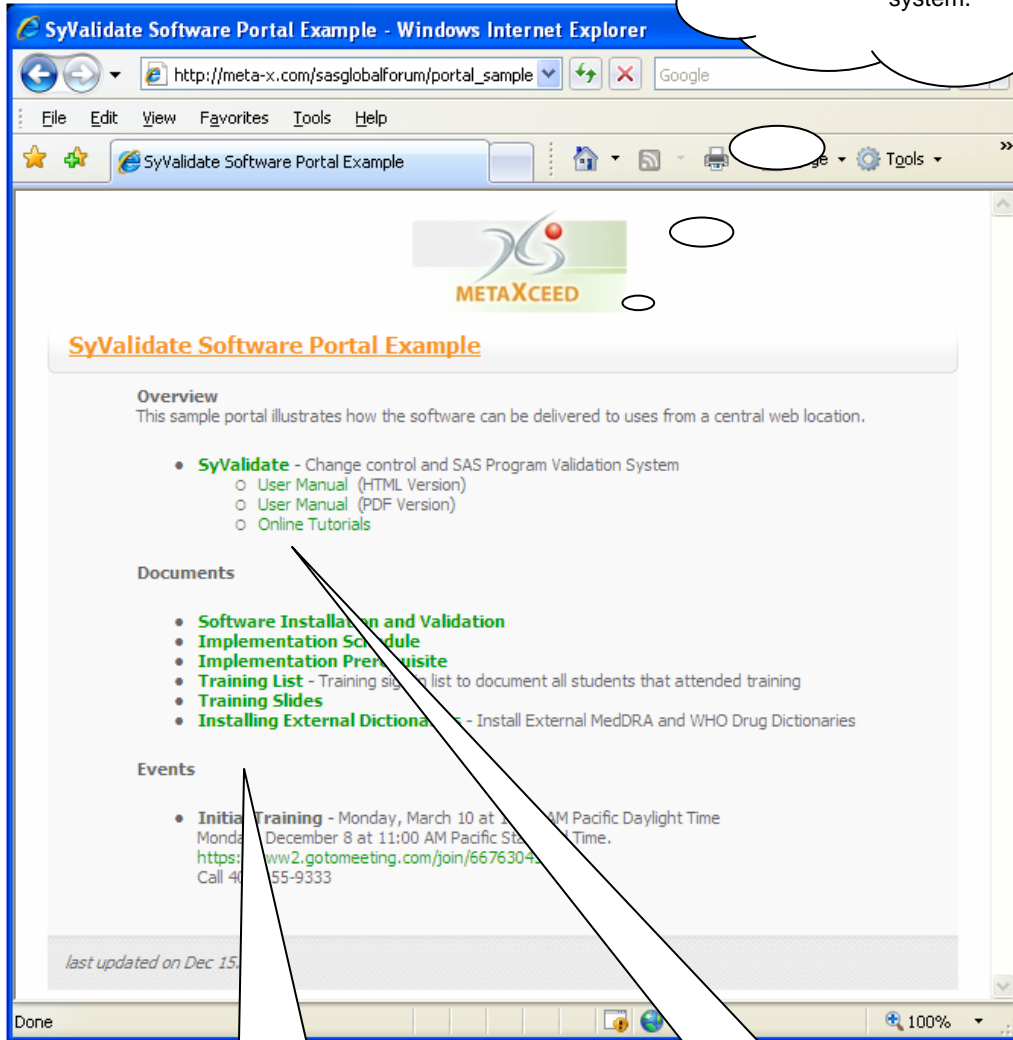 system.
SyValidate Software Portal Example - Windows Internet Explorer
http://meta-x.com/sasglobalforum/portal_sample Google
File Edit View Favorites Tools Help
SyValidate Software Portal Example Tools »
METAXCEED
SyValidate Software Portal Example
Overview
This sample portal illustrates how the software can be delivered to uses from a central web location.
SyValidate - Change control and SAS Program Validation System
User Manual (HTML Version)
User Manual (PDF Version)
Online Tutorials
Documents
Software Installation and Validation
Implementation Schedule
Implementation Prerequisite
Training List - Training sign list to document all students that attended training
Training Slides
Installing External Dictionaries - Install External MedDRA and WHO Drug Dictionaries
Events
Initial Training - Monday, March 10 at AM Pacific Daylight Time
Monday December 8 at 11:00 AM Pacific Standard Time.
Call
last updated on Dec 15
Done 100%